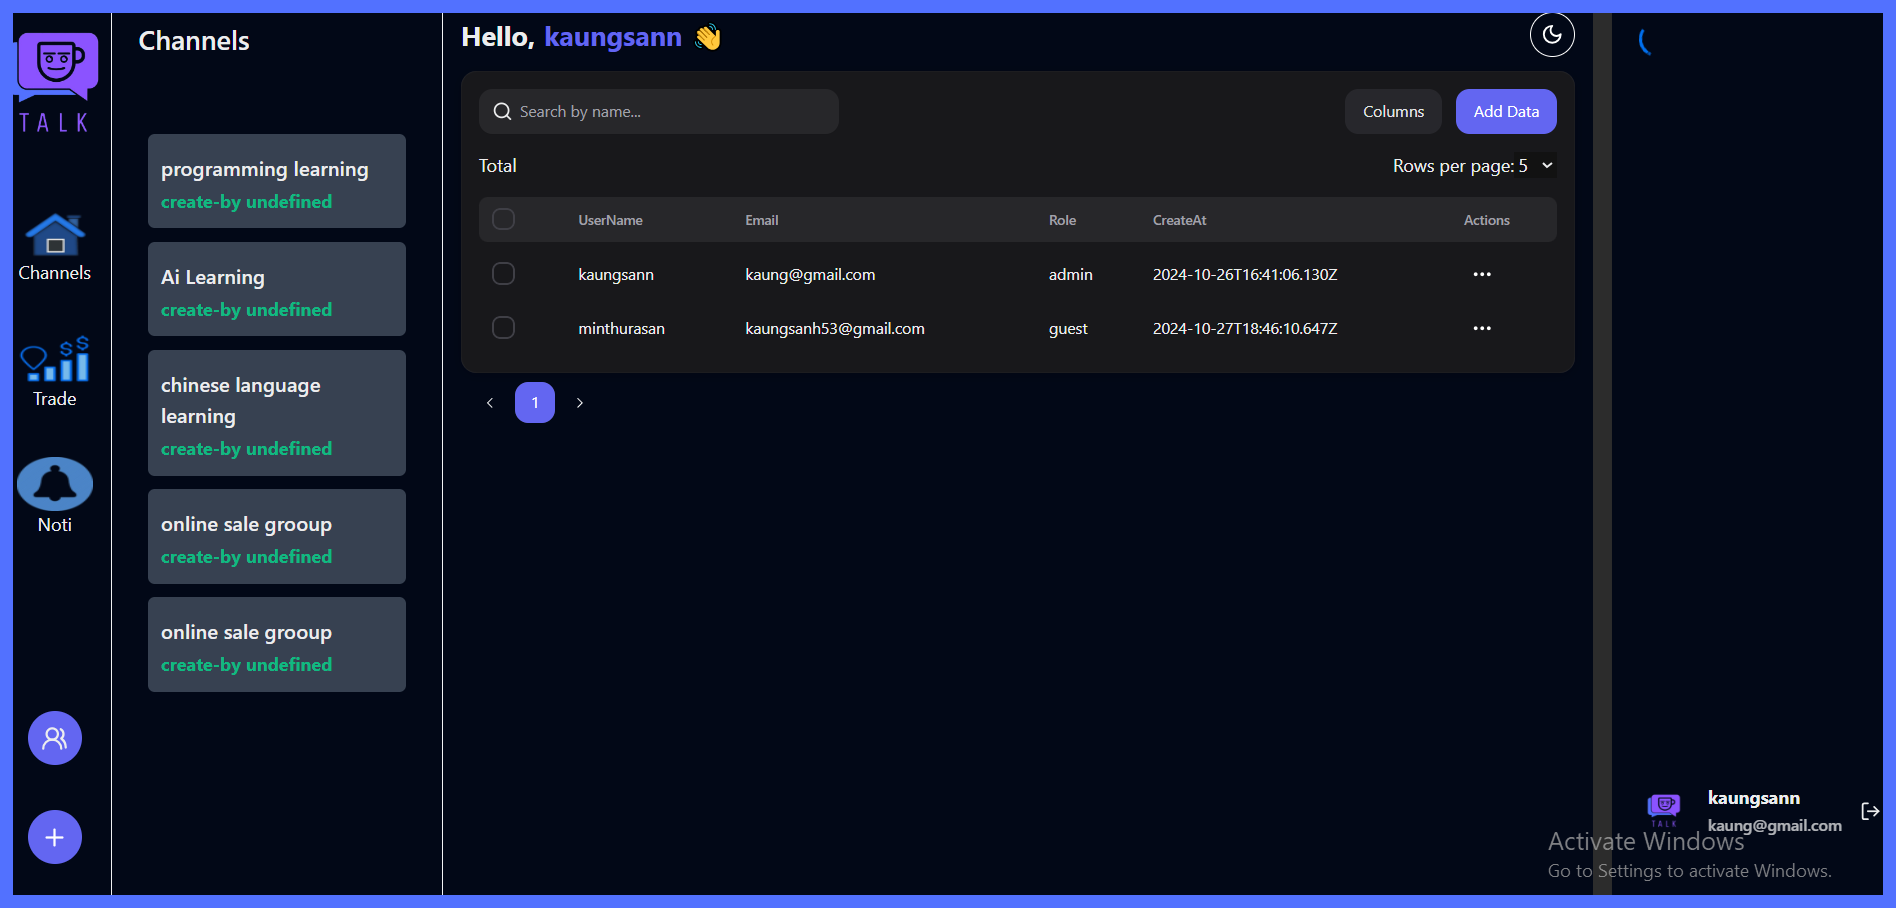 TALK
Channels
Trade
Noti
Channels
programming learning
create-by undefined
Ai Learning
create-by undefined
chinese language
learning
create-by undefined
online sale grooup
create-by undefined
online sale grooup
create-by undefined
Hello, kaungsann 👋
Search by name...
Columns
Add Data
Total
Rows per page: 5
UserName Email Role CreateAt Actions
kaungsann kaung@gmail.com admin 2024-10-26T16:41:06.130Z
minthurasan kaungsanh53@gmail.com guest 2024-10-27T18:46:10.647Z
1
TALK
kaungsann
kaung@gmail.com
Activate Windows
Go to Settings to activate Windows.